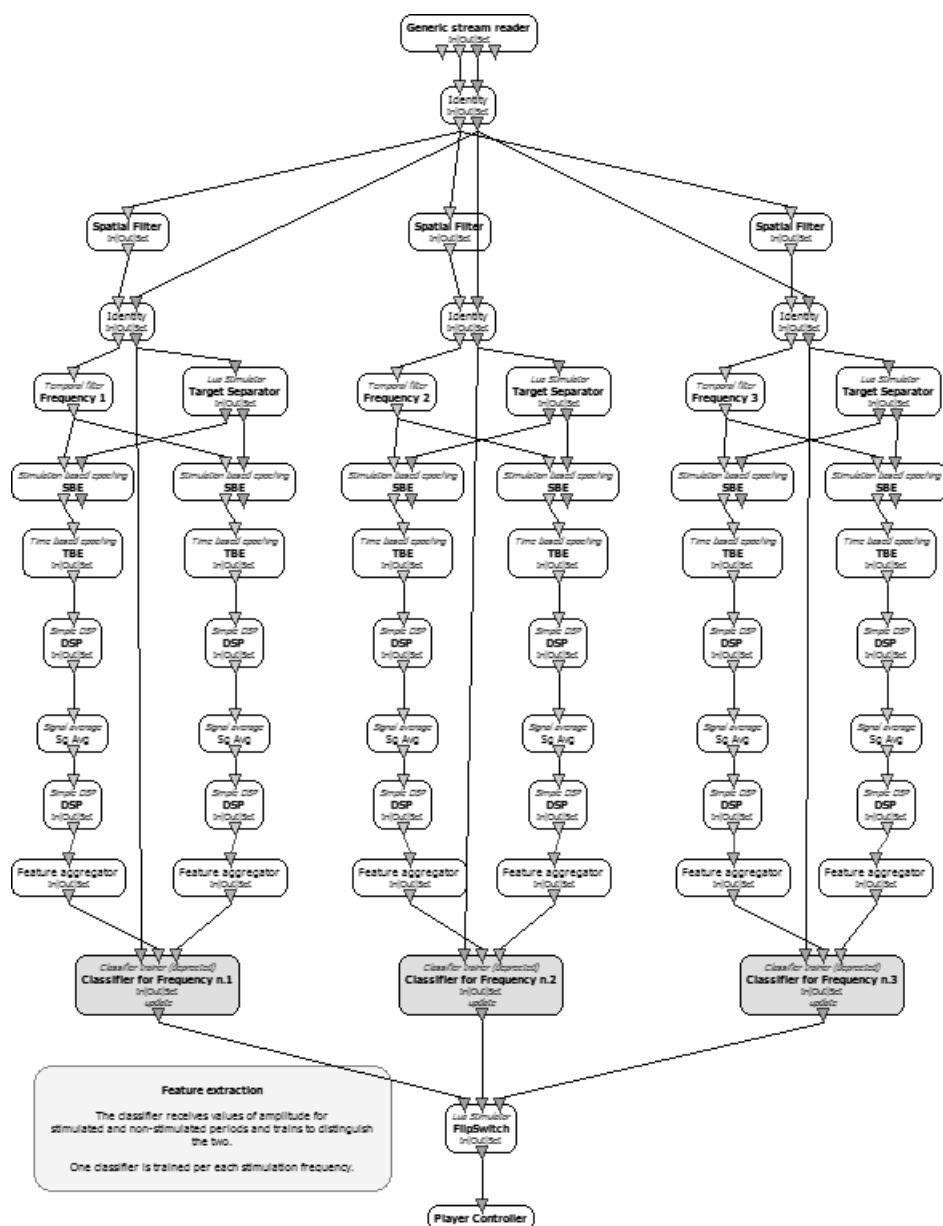 Generic stream reader
In|Out|Set
Identity
In|Out|Set
Spatial Filter
In|Out|Set
Spatial Filter
In|Out|Set
Spatial Filter
In|Out|Set
Identity
In|Out|Set
Identity
In|Out|Set
Identity
In|Out|Set
Temporal filter
Frequency 1
Lua Stimulator
Target Separator
In|Out|Set
Temporal filter
Frequency 2
Lua Stimulator
Target Separator
In|Out|Set
Temporal filter
Frequency 3
Lua Stimulator
Target Separator
In|Out|Set
Stimulation based epoching
SBE
Stimulation based epoching
SBE
Stimulation based epoching
SBE
Stimulation based epoching
SBE
Stimulation based epoching
SBE
Stimulation based epoching
SBE
Time based epoching
TBE
In|Out|Set
Time based epoching
TBE
In|Out|Set
Time based epoching
TBE
In|Out|Set
Time based epoching
TBE
In|Out|Set
Time based epoching
TBE
In|Out|Set
Time based epoching
TBE
In|Out|Set
Simple DSP
DSP
In|Out|Set
Simple DSP
DSP
In|Out|Set
Simple DSP
DSP
In|Out|Set
Simple DSP
DSP
In|Out|Set
Simple DSP
DSP
In|Out|Set
Simple DSP
DSP
In|Out|Set
Signal average
Sg Avg
Signal average
Sg Avg
Signal average
Sg Avg
Signal average
Sg Avg
Signal average
Sg Avg
Signal average
Sg Avg
Simple DSP
DSP
In|Out|Set
Simple DSP
DSP
In|Out|Set
Simple DSP
DSP
In|Out|Set
Simple DSP
DSP
In|Out|Set
Simple DSP
DSP
In|Out|Set
Simple DSP
DSP
In|Out|Set
Feature aggregator
In|Out|Set
Feature aggregator
In|Out|Set
Feature aggregator
In|Out|Set
Feature aggregator
In|Out|Set
Feature aggregator
In|Out|Set
Feature aggregator
In|Out|Set
Classifier trainer (deprected)
Classifier for Frequency n.1
In|Out|Set
update
Classifier trainer (deprected)
Classifier for Frequency n.2
In|Out|Set
update
Classifier trainer (deprected)
Classifier for Frequency n.3
In|Out|Set
update
Feature extraction
The classifier receives values of amplitude for
stimulated and non-stimulated periods and trains to distinguish
the two.
One classifier is trained per each stimulation frequency.
Lua Stimulator
FlipSwitch
In|Out|Set
Player Controller